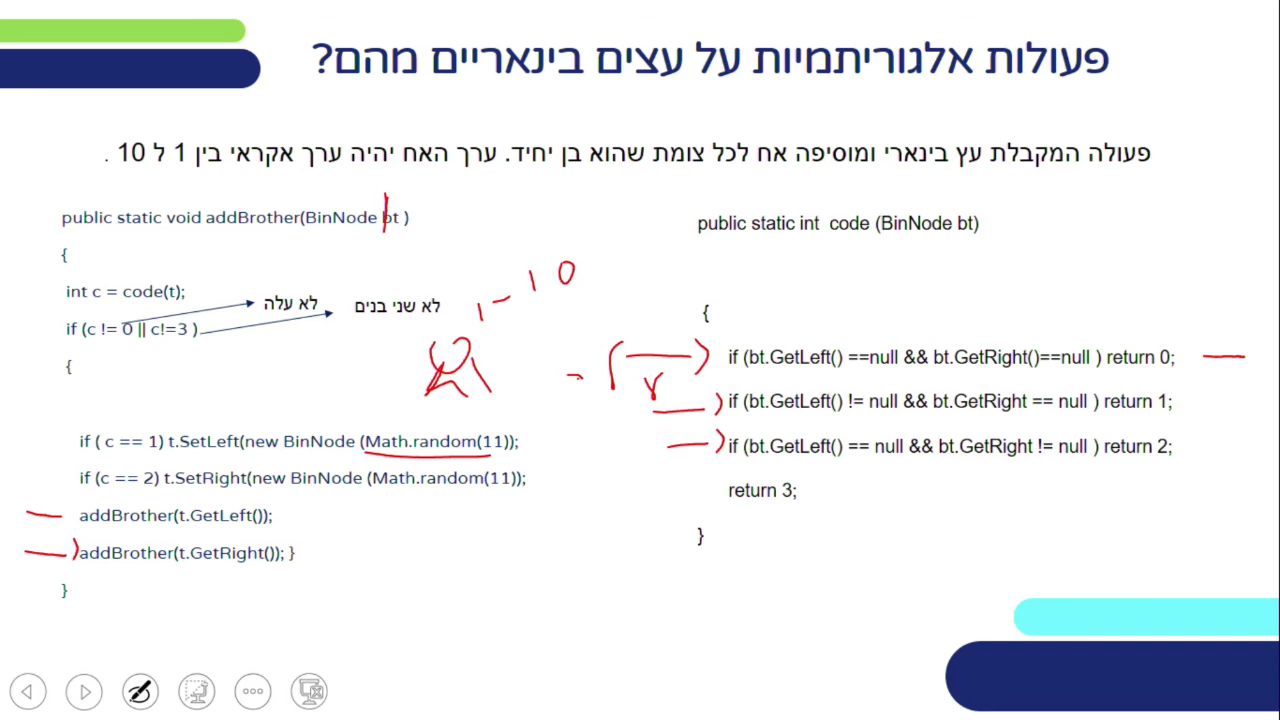 פעולות אלגוריתמיות על עצים בינאריים מהם?
פעולה המקבלת עץ בינארי ומוסיפה אח לכל צומת שהוא בן יחיד. ערך האח יהיה ערך אקראי בין 1 ל 10 .
public static void addBrother(BinNode bt )
{
int c = code(t);
לא עלה
לא שני בנים
if (c != 0 || c!=3 )
{
if ( c == 1) t.SetLeft(new BinNode (Math.random(11));
if (c == 2) t.SetRight(new BinNode (Math.random(11));
addBrother(t.GetLeft());
addBrother(t.GetRight()); }
}
1 - 10
public static int code (BinNode bt)
{
if (bt.GetLeft() ==null && bt.GetRight()==null ) return 0;
if (bt.GetLeft() != null && bt.GetRight == null ) return 1;
if (bt.GetLeft() == null && bt.GetRight != null ) return 2;
return 3;
}